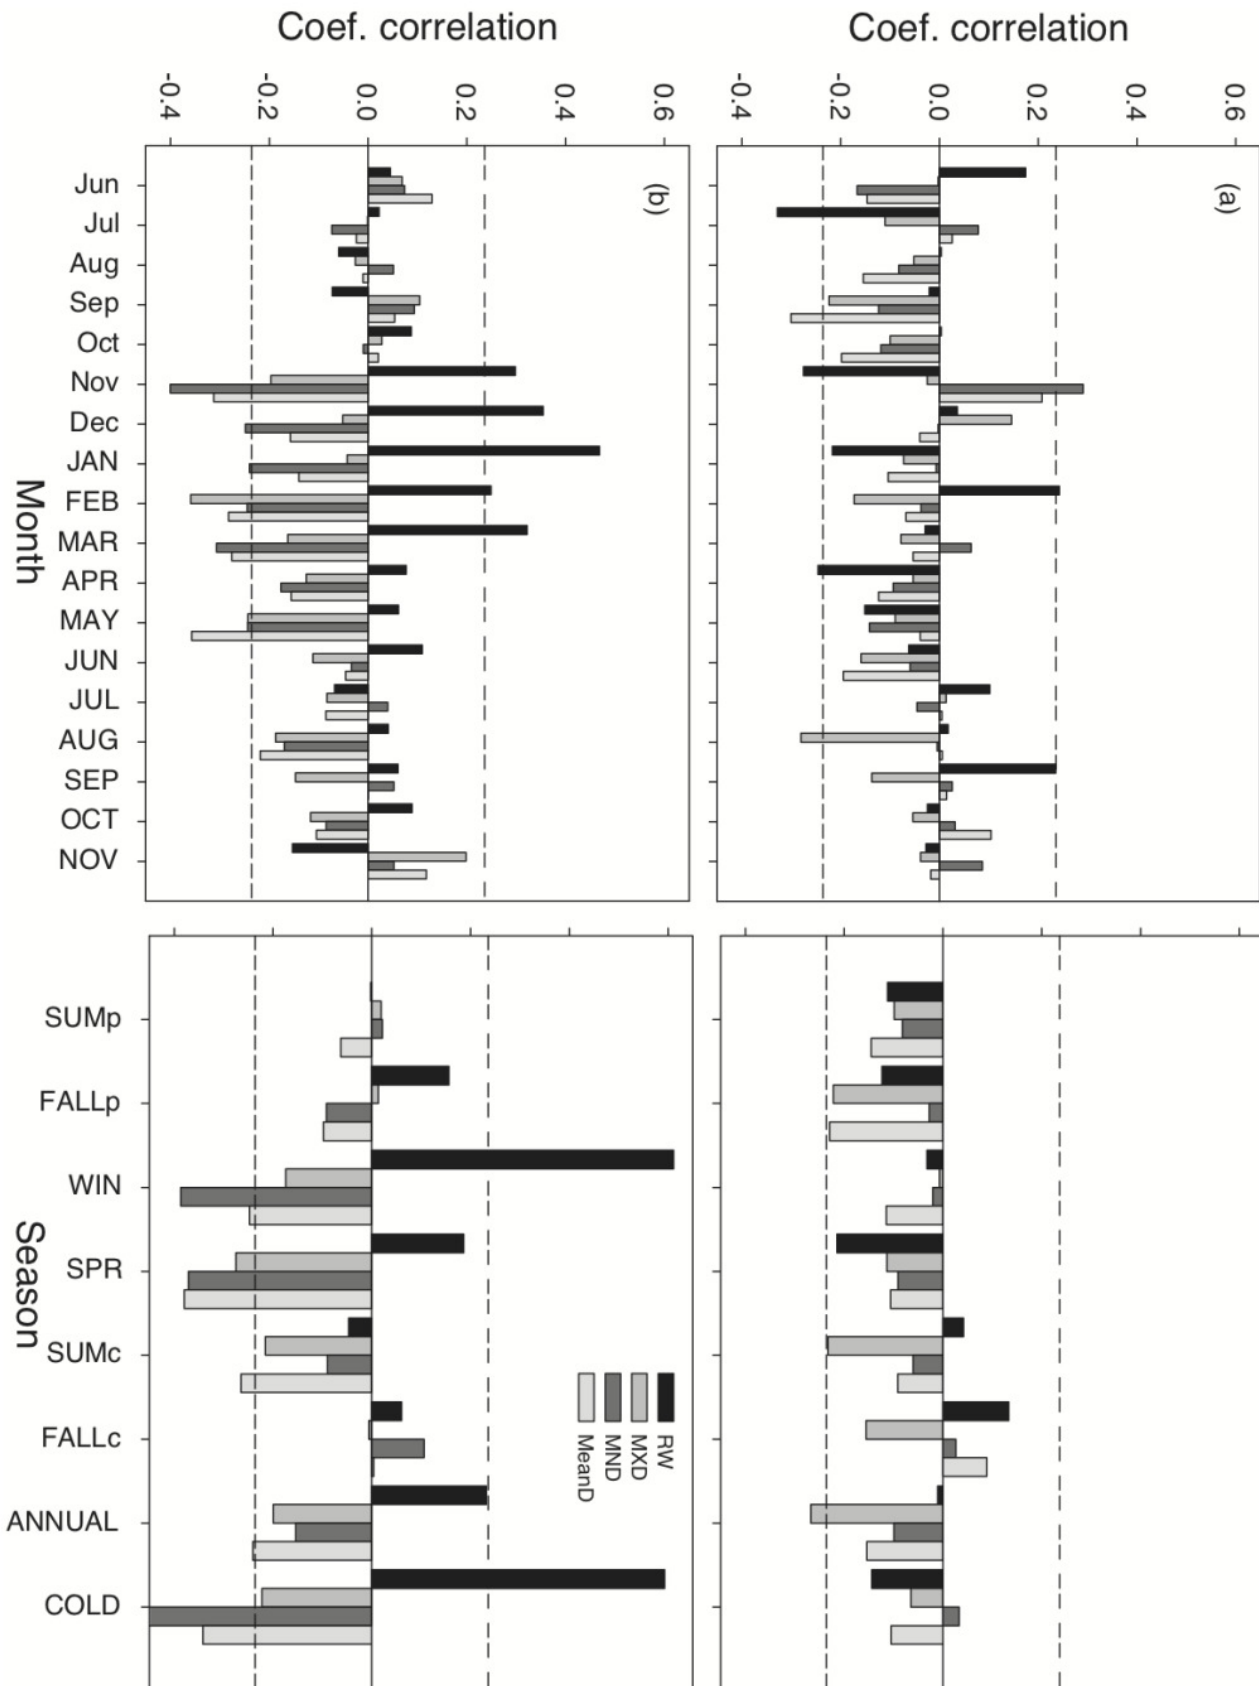 Coef. correlation
-0.4
-0.2
0.0
0.2
0.4
0.6
(b)
Coef. correlation
-0.4
-0.2
0.0
0.2
0.4
0.6
(a)
Jun
Jul
Aug
Sep
Oct
Nov
Dec
JAN
FEB
MAR
APR
MAY
JUN
JUL
AUG
SEP
OCT
NOV
Month
SUMp
FALLp
WIN
SPR
SUMc
FALLc
ANNUAL
COLD
Season
RW
MXD
MND
MeanD